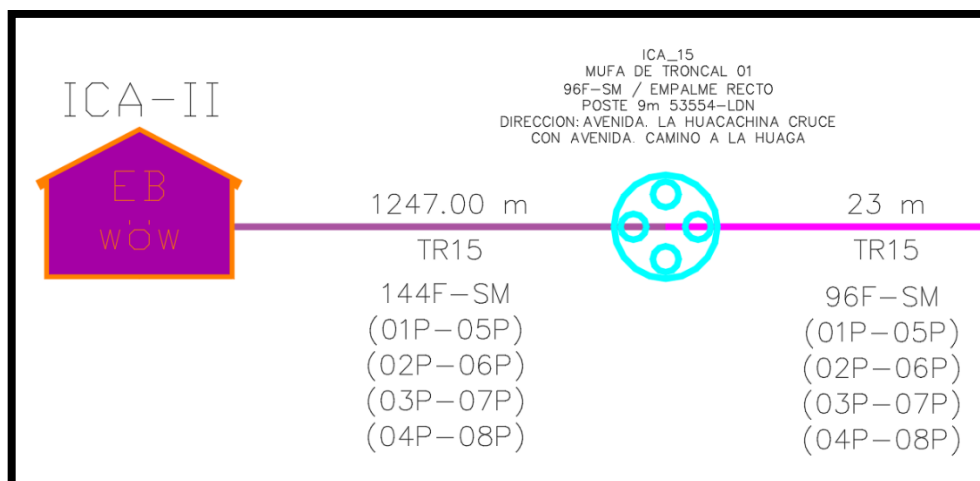 ICA-II
EB
WÖW
ICA_15
MUFA DE TRONCAL 01
96F-SM / EMPALME RECTO
POSTE 9m 53554-LDN
DIRECCION: AVENIDA. LA HUACACHINA CRUCE
CON AVENIDA. CAMINO A LA HUAGA
1247.00 m
TR15
144F-SM
(01P-05P)
(02P-06P)
(03P-07P)
(04P-08P)
23 m
TR15
96F-SM
(01P-05P)
(02P-06P)
(03P-07P)
(04P-08P)